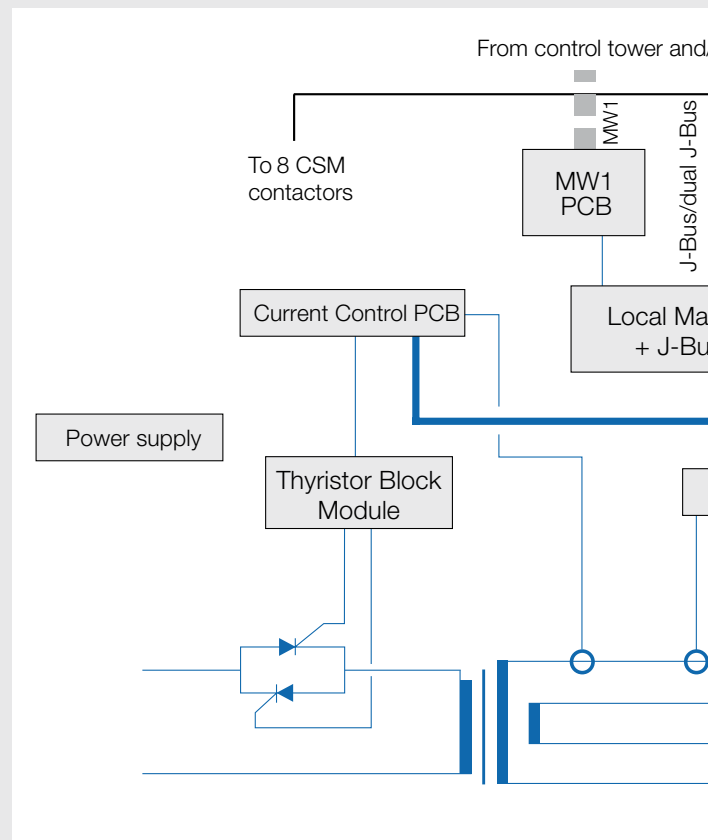 From control tower and/
MW1
J-Bus/dual J-Bus
To 8 CSM
contactors
MW1
PCB
Current Control PCB
Local Ma
+ J-Bu
Power supply
Thyristor Block
Module